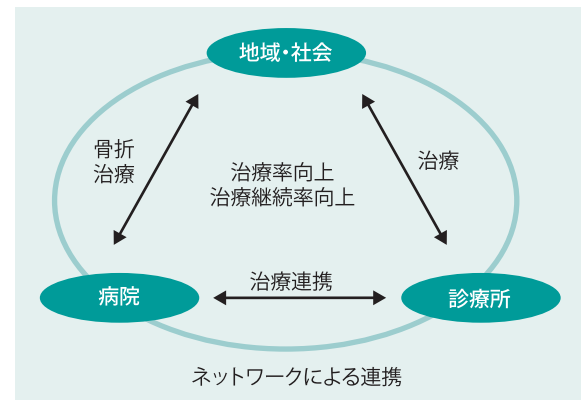 地域・社会
骨折
治療
治療率向上
治療継続率向上
治療
病院
治療連携
診療所
ネットワークによる連携